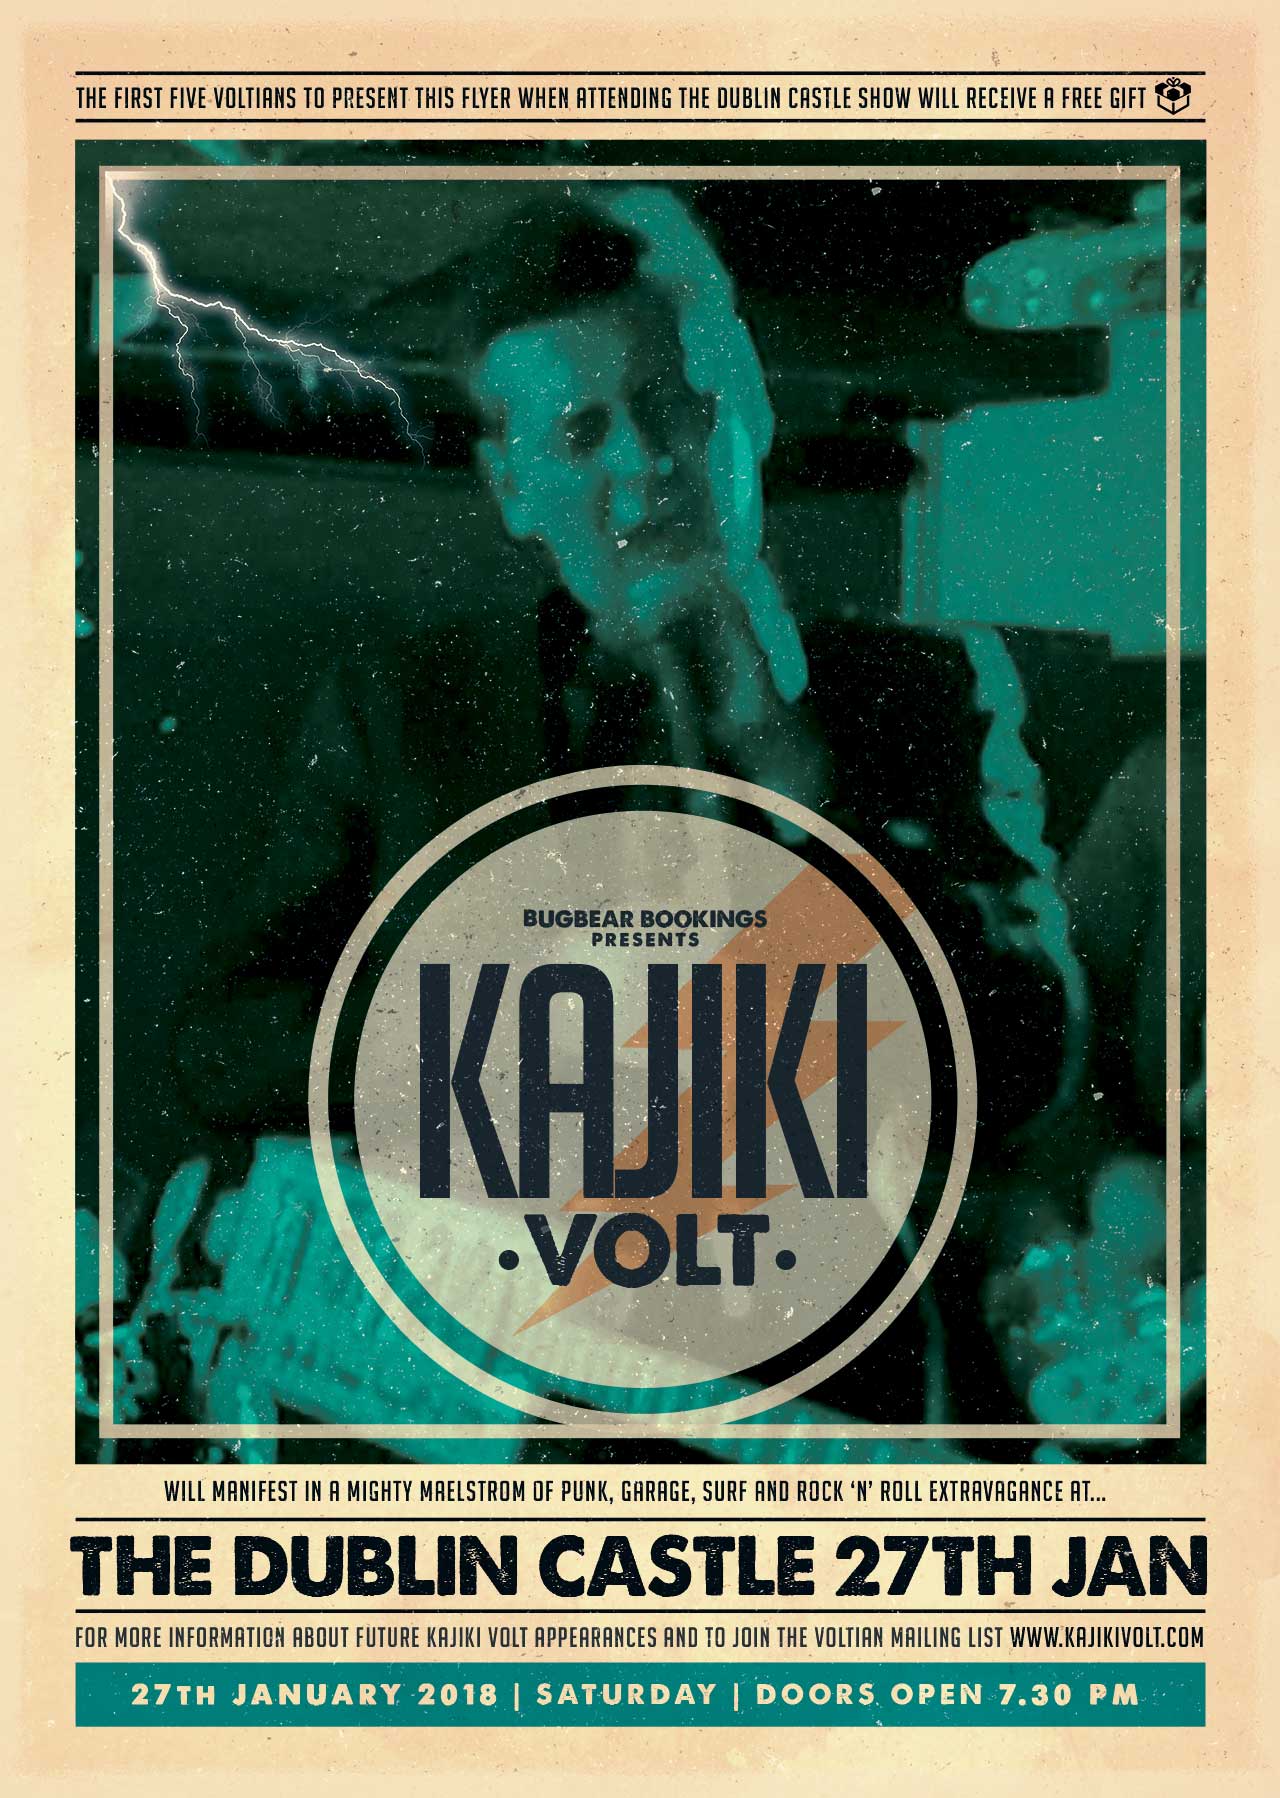 THE FIRST FIVE VOLTIANS TO PRESENT THIS FLYER WHEN ATTENDING THE DUBLIN CASTLE SHOW WILL RECEIVE A FREE GIFT
BUGBEAR BOOKINGS
PRESENTS
KAJIKI
•VOLT•
WILL MANIFEST IN A MIGHTY MAELSTROM OF PUNK, GARAGE, SURF AND ROCK ‘N’ ROLL EXTRAVAGANCE AT...
THE DUBLIN CASTLE 27TH JAN
FOR MORE INFORMATION ABOUT FUTURE KAJIKI VOLT APPEARANCES AND TO JOIN THE VOLTIAN MAILING LIST WWW.KAJIKIVOLT.COM
27TH JANUARY 2018 | SATURDAY | DOORS OPEN 7.30 PM